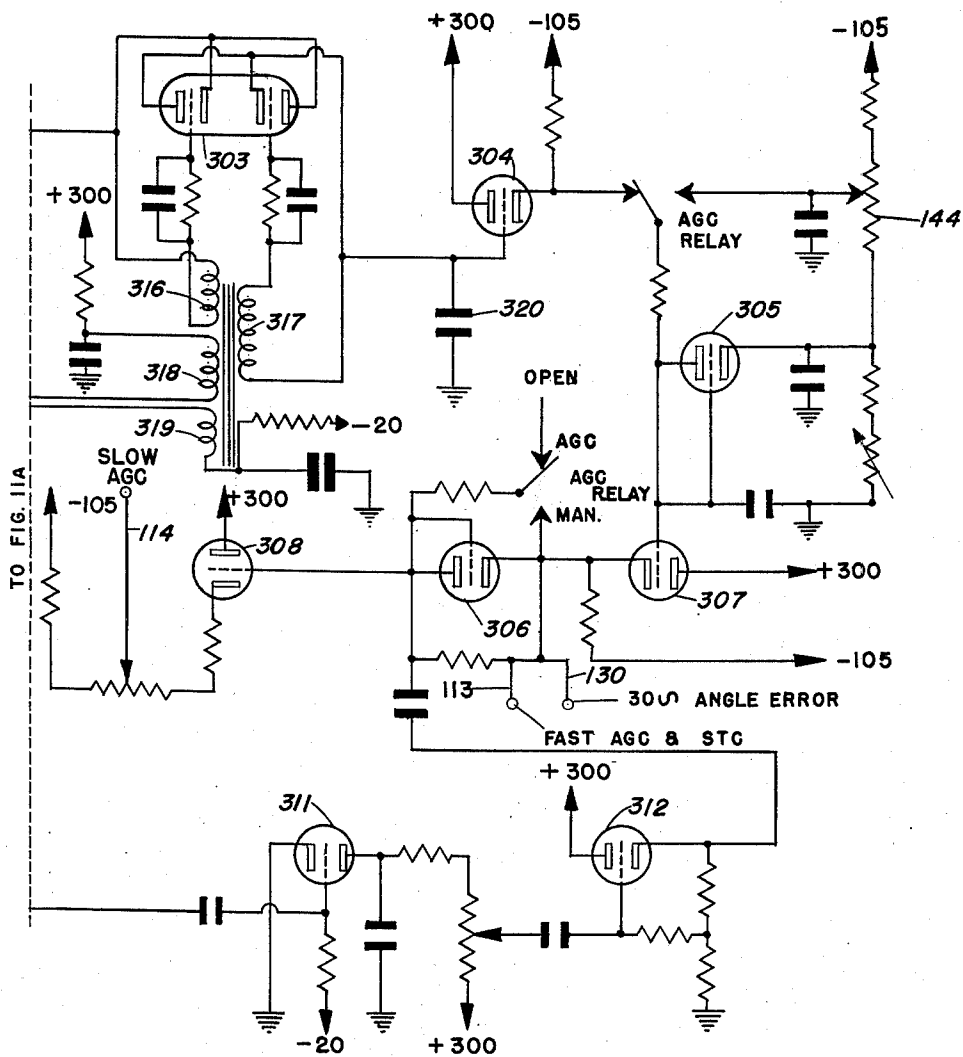 +300
-105
-105
303
304
+300
AGC
RELAY
144
316
317
320
305
318
OPEN
319
-20
AGC
SLOW
AGC
AGC
RELAY
-105
+300
MAN.
114
308
TO FIG. 11A
306
307
+300
113
130
-105
30∽ ANGLE ERROR
FAST AGC & STC
+300
311
312
-20
+300